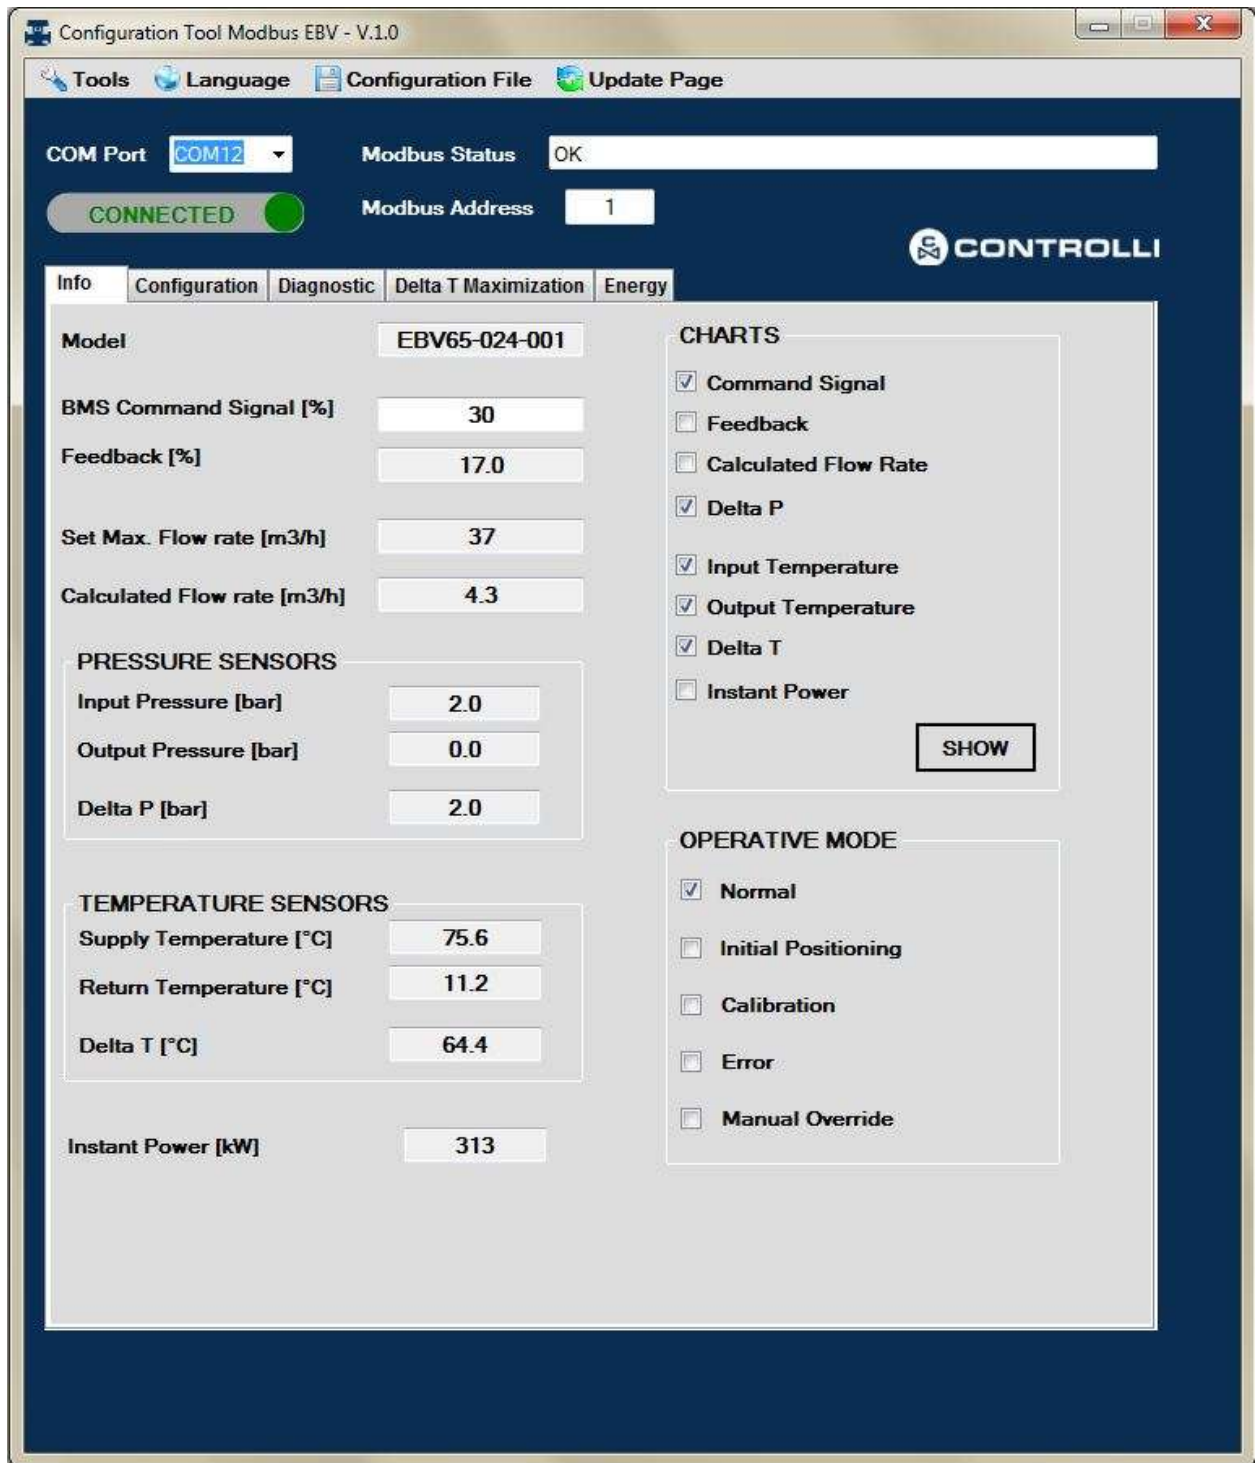 Configuration Tool Modbus EBV - V.1.0
Tools Language Configuration File Update Page
COM Port COM12 Modbus Status OK
CONNECTED Modbus Address 1
CONTROLLI
Info Configuration Diagnostic Delta T Maximization Energy
Model EBV65-024-001
BMS Command Signal [%] 30
Feedback [%] 17.0
Set Max. Flow rate [m3/h] 37
Calculated Flow rate [m3/h] 4.3
PRESSURE SENSORS
Input Pressure [bar] 2.0
Output Pressure [bar] 0.0
Delta P [bar] 2.0
TEMPERATURE SENSORS
Supply Temperature [°C] 75.6
Return Temperature [°C] 11.2
Delta T [°C] 64.4
Instant Power [kW] 313
CHARTS
Command Signal
Feedback
Calculated Flow Rate
Delta P
Input Temperature
Output Temperature
Delta T
Instant Power
SHOW
OPERATIVE MODE
Normal
Initial Positioning
Calibration
Error
Manual Override